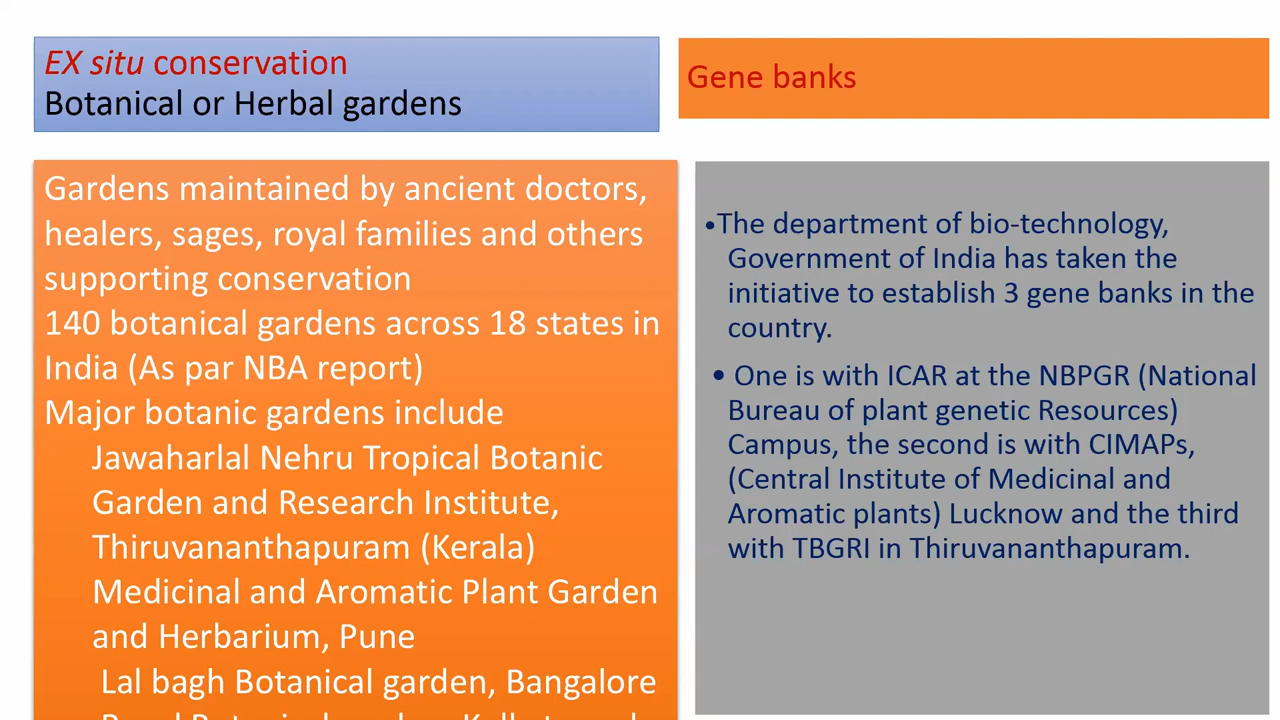 EX situ conservation
Botanical or Herbal gardens
Gardens maintained by ancient doctors,
healers, sages, royal families and others
supporting conservation
140 botanical gardens across 18 states in
India (As par NBA report)
Major botanic gardens include
Jawaharlal Nehru Tropical Botanic
Garden and Research Institute,
Thiruvananthapuram (Kerala)
Medicinal and Aromatic Plant Garden
and Herbarium, Pune
Lal bagh Botanical garden, Bangalore
Gene banks
•The department of bio-technology,
Government of India has taken the
initiative to establish 3 gene banks in the
country.
• One is with ICAR at the NBPGR (National
Bureau of plant genetic Resources)
Campus, the second is with CIMAPs,
(Central Institute of Medicinal and
Aromatic plants) Lucknow and the third
with TBGRI in Thiruvananthapuram.